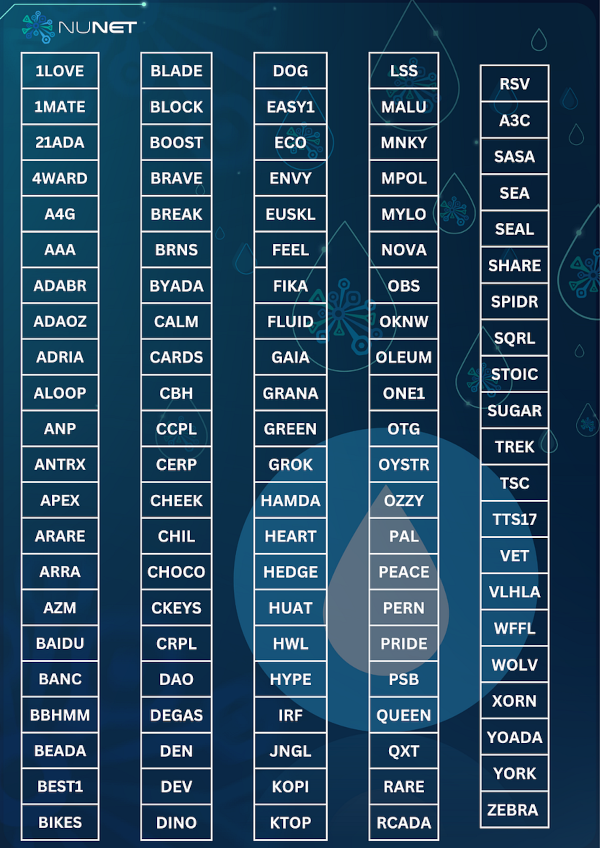 NUNET
1LOVE
1MATE
21ADA
4WARD
A4G
AAA
ADABR
ADAOZ
ADRIA
ALOOP
ANP
ANTRX
APEX
ARARE
ARRA
AZM
BAIDU
BANC
BBHMM
BEADA
BEST1
BIKES
BLADE
BLOCK
BOOST
BRAVE
BREAK
BRNS
BYADA
CALM
CARDS
CBH
CCPL
CERP
CHEEK
CHIL
CHOCO
CKEYS
CRPL
DAO
DEGAS
DEN
DEV
DINO
DOG
EASY1
ECO
ENVY
EUSKL
FEEL
FIKA
FLUID
GAIA
GRANA
GREEN
GROK
HAMDA
HEART
HEDGE
HUAT
HWL
HYPE
IRF
JNGL
KOPI
KTOP
LSS
MALU
MNKY
MPOL
MYLO
NOVA
OBS
OKNW
OLEUM
ONE1
OTG
OYSTR
OZZY
PAL
PEACE
PERN
PRIDE
PSB
QUEEN
QXT
RARE
RCADA
RSV
A3C
SASA
SEA
SEAL
SHARE
SPIDR
SQRL
STOIC
SUGAR
TREK
TSC
TTS17
VET
VLHLA
WFFL
WOLV
XORN
YOADA
YORK
ZEBRA